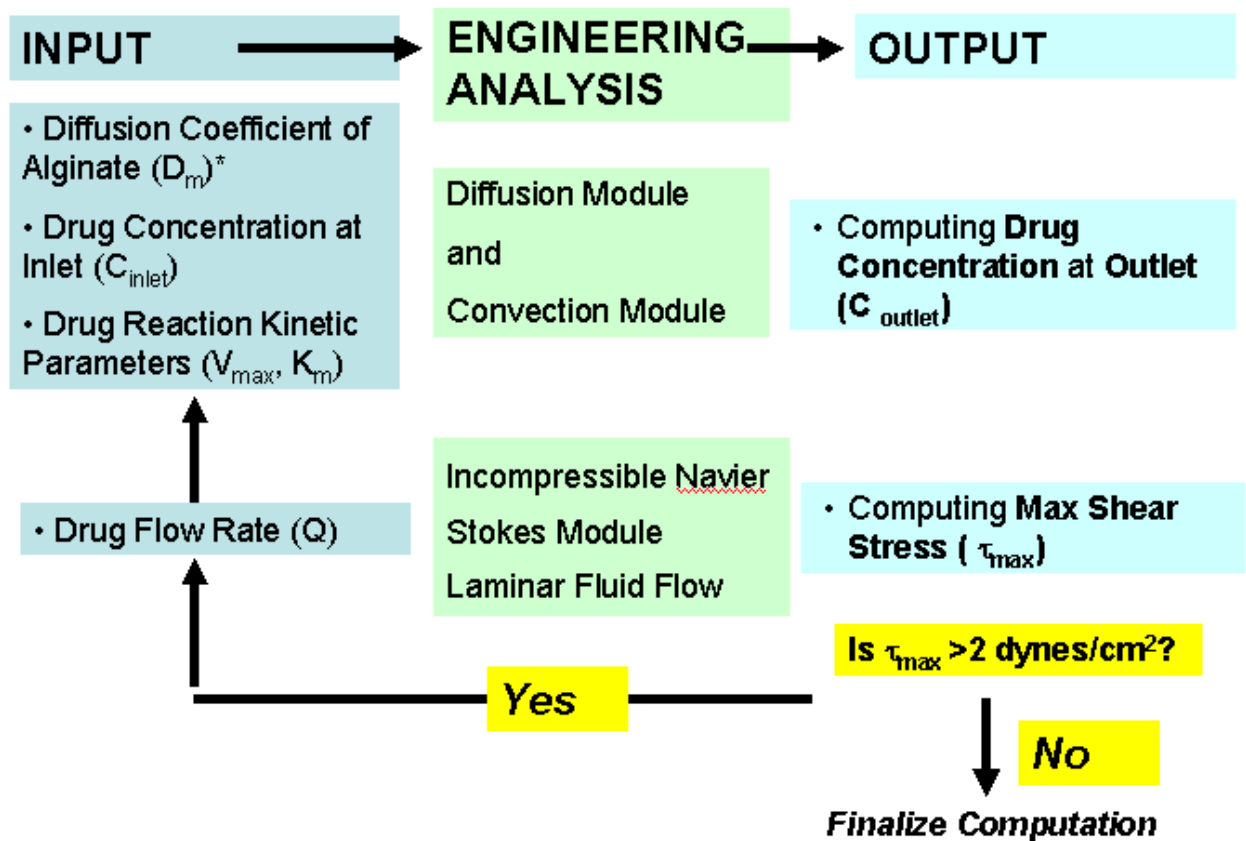 INPUT
ENGINEERING
ANALYSIS
OUTPUT
• Diffusion Coefficient of
Alginate (Dm)*
• Drug Concentration at
Inlet (Cinlet)
• Drug Reaction Kinetic
Parameters (Vmax, Km)
Diffusion Module
and
Convection Module
• Computing Drug
Concentration at Outlet
(C outlet)
• Drug Flow Rate (Q)
Incompressible Navier
Stokes Module
Laminar Fluid Flow
• Computing Max Shear
Stress ( τmax)
Is τmax >2 dynes/cm²?
Yes
No
Finalize Computation